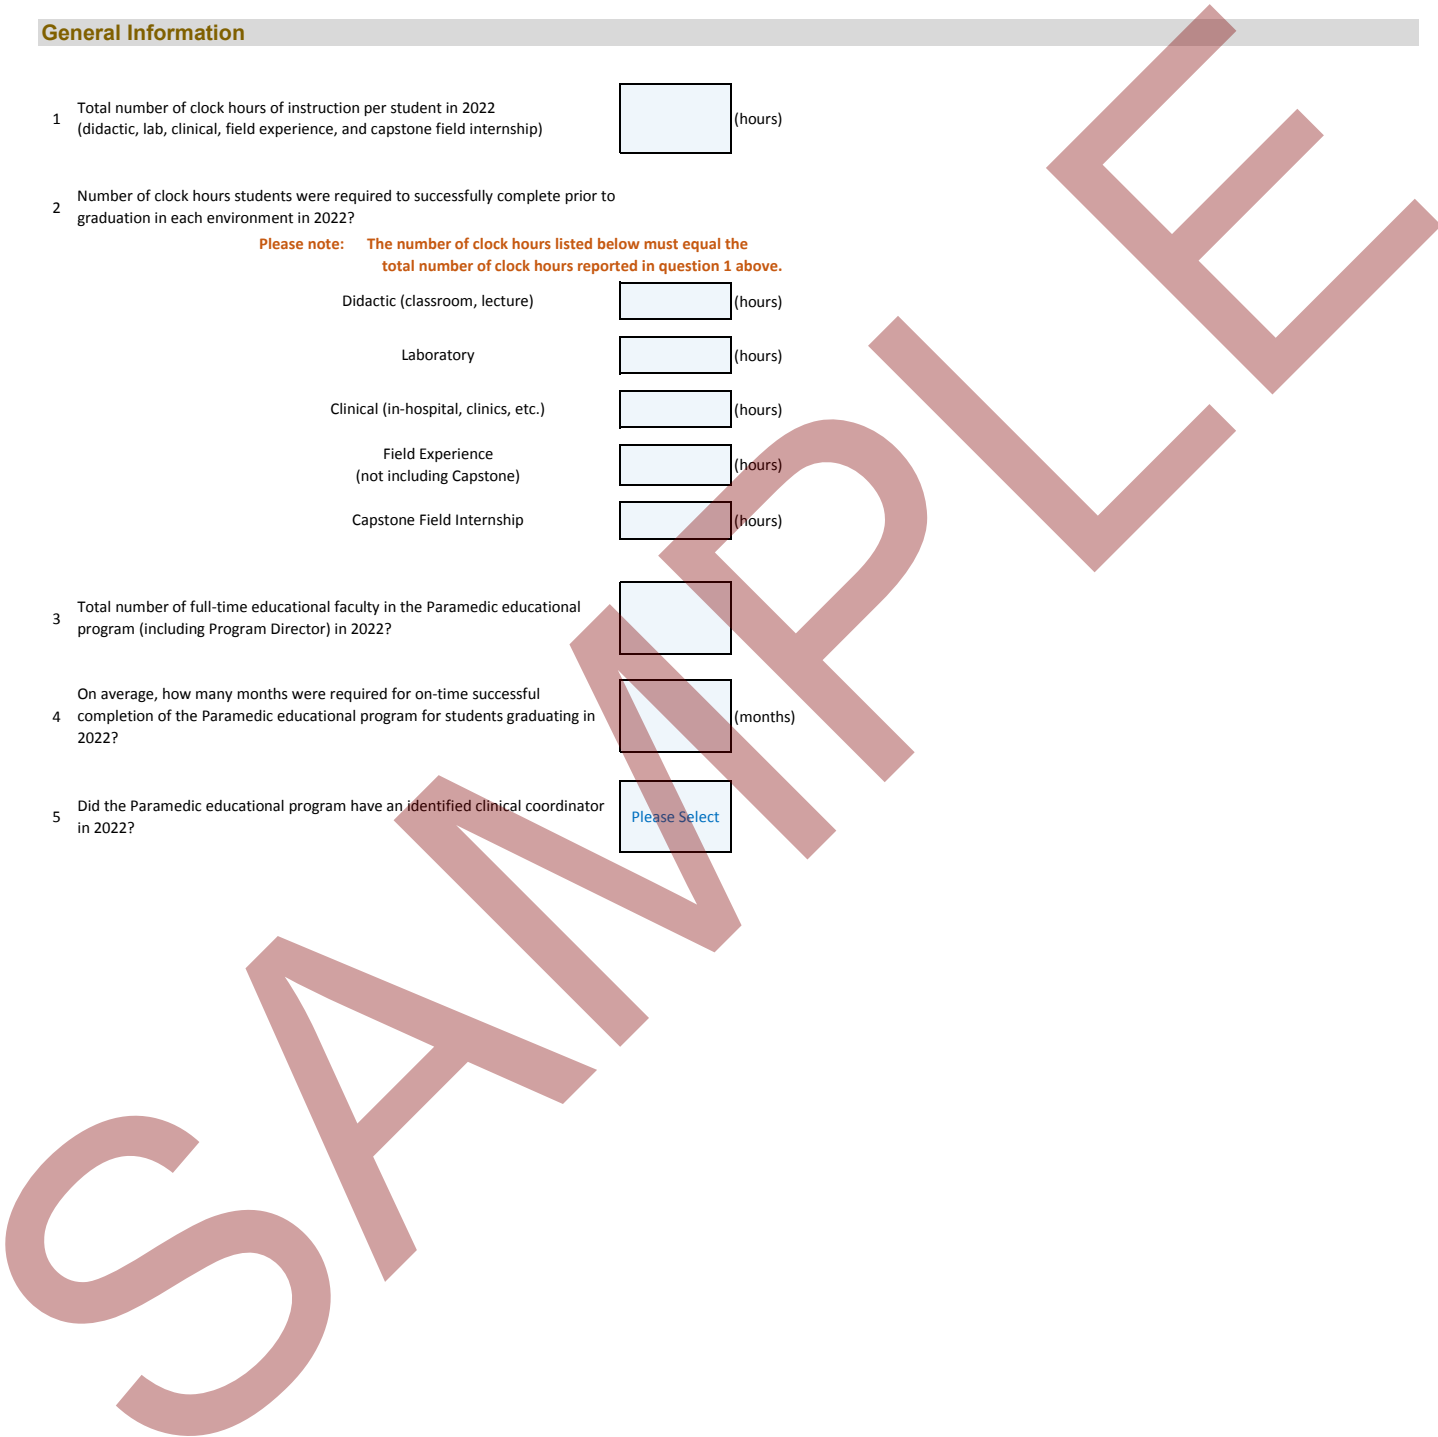 General Information
1 Total number of clock hours of instruction per student in 2022
(didactic, lab, clinical, field experience, and capstone field internship) (hours)
2 Number of clock hours students were required to successfully complete prior to
graduation in each environment in 2022?
Please note: The number of clock hours listed below must equal the
total number of clock hours reported in question 1 above.
Didactic (classroom, lecture) (hours)
Laboratory (hours)
Clinical (in-hospital, clinics, etc.) (hours)
Field Experience
(not including Capstone) (hours)
Capstone Field Internship (hours)
3 Total number of full-time educational faculty in the Paramedic educational
program (including Program Director) in 2022?
On average, how many months were required for on-time successful
4 completion of the Paramedic educational program for students graduating in (months)
2022?
5 Did the Paramedic educational program have an identified clinical coordinator
in 2022? Please Select
SAMPLE